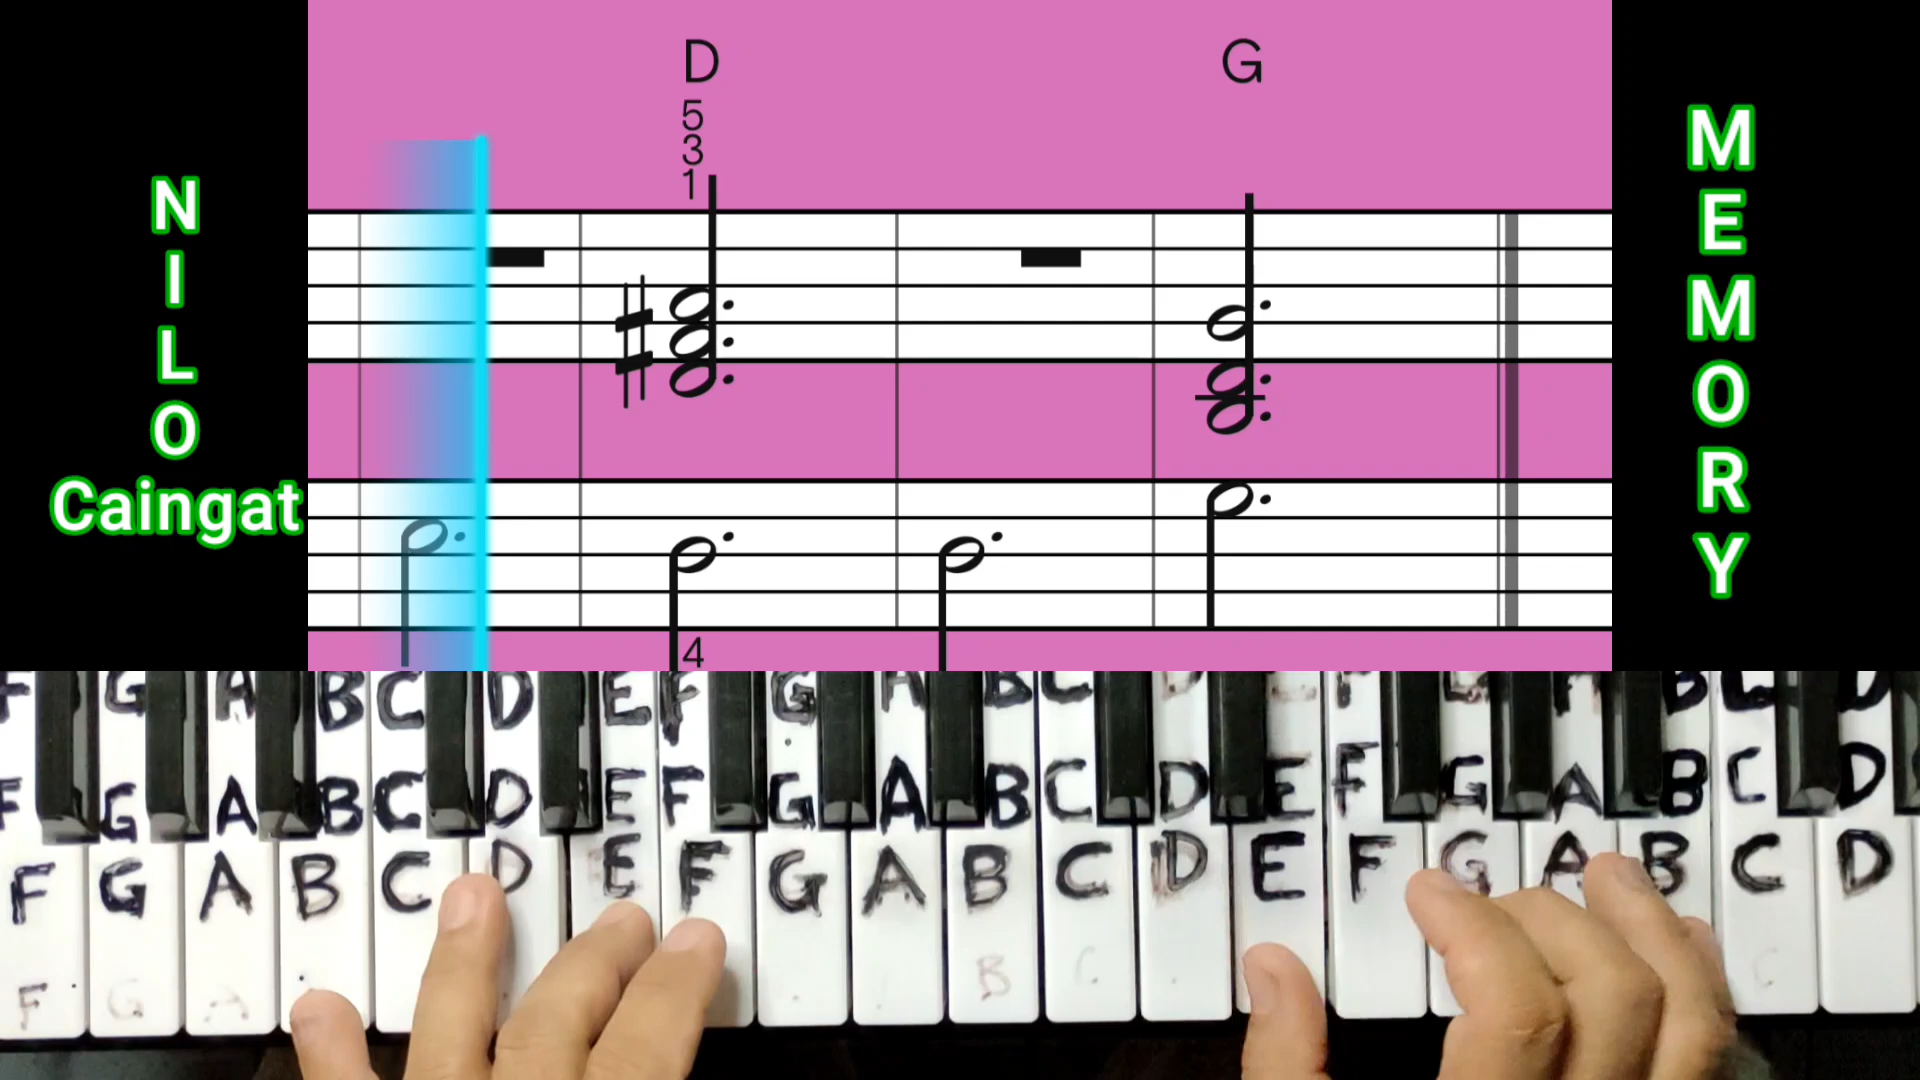 N
I
L
O
Caingat
D
5
3
1
G
4
M
E
M
O
R
Y
F G A B C D E F G A B C D E F G A B C D
F G A B C D E F G A B C D E F G A B C D
F G A B C D E F G A B C D E F G A B C D
F G A B C C